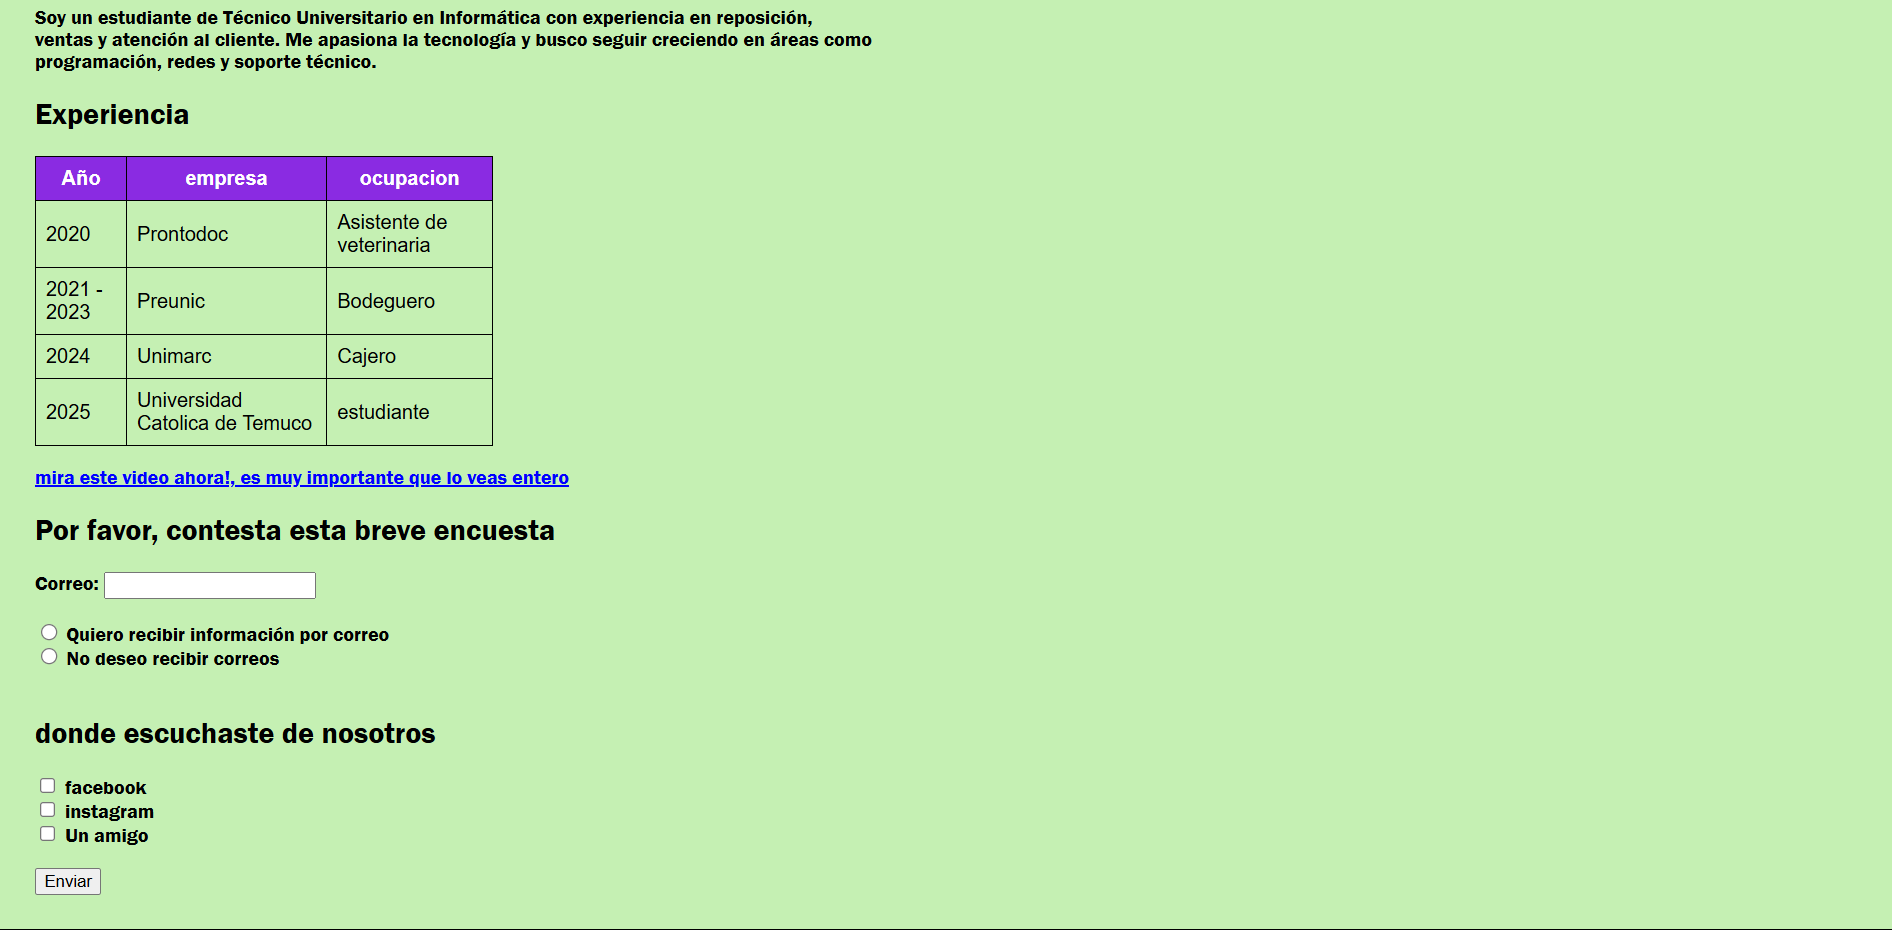 Soy un estudiante de Técnico Universitario en Informática con experiencia en reposición,
ventas y atención al cliente. Me apasiona la tecnología y busco seguir creciendo en áreas como
programación, redes y soporte técnico.
Experiencia
Año empresa ocupacion
2020 Prontodoc Asistente de
veterinaria
2021 -
2023 Preunic Bodeguero
2024 Unimarc Cajero
2025 Universidad
Catolica de Temuco estudiante
mira este video ahora!, es muy importante que lo veas entero
Por favor, contesta esta breve encuesta
Correo:
Quiero recibir información por correo
No deseo recibir correos
donde escuchaste de nosotros
facebook
instagram
Un amigo
Enviar